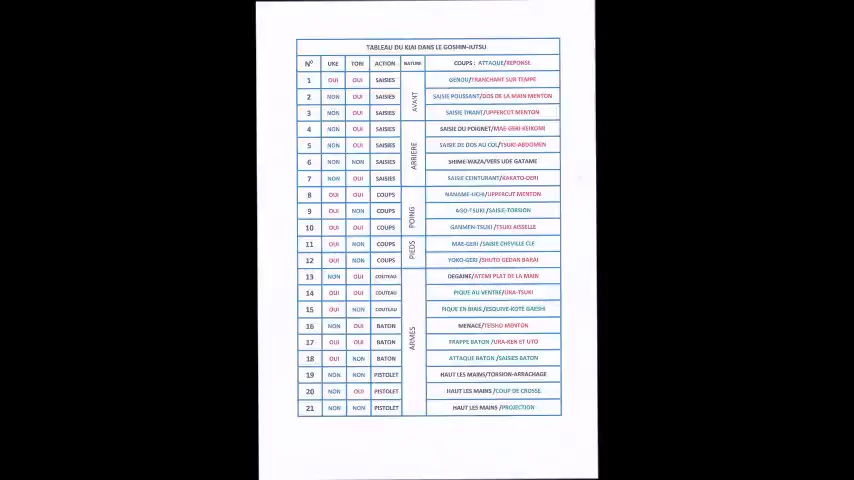 TABLEAU DU KIAI DANS LE GOSHIN-JUTSU
N° UKE TORI ACTION NATURE COUPS : ATTAQUE/REPONSE
1 OUI OUI SAISIES GENOU/TRANCHANT SUR TEMPE
2 NON OUI SAISIES SAISIE POUSSANT/DOS DE LA MAIN MENTON
3 NON OUI SAISIES SAISIE TIRANT/UPPERCUT MENTON
AVANT
4 NON OUI SAISIES SAISIE DU POIGNET/MAE-GERI-KEIKOMI
5 NON OUI SAISIES SAISIE DE DOS AU COL/TSUKI-ABDOMEN
6 NON NON SAISIES SHIME-WAZA/VERS UDE GATAME
7 NON OUI SAISIES SAISIE CEINTURANT/KAKATO-GERI
ARRIERE
8 OUI OUI COUPS NANAME-UCHI/UPPERCUT MENTON
9 OUI NON COUPS AGO-TSUKI/SAISIE-TORSION
10 OUI OUI COUPS GANMEN-TSUKI/TSUKI AISSELLE
POING
11 OUI NON COUPS MAE-GERI/SAISIE CHEVILLE CLE
12 OUI NON COUPS YOKO-GERI/SHUTO GEDAN BARAI
PIEDS
13 NON OUI COUTEAU DEGAINE/ATEMI PLAT DE LA MAIN
14 OUI OUI COUTEAU PIQUE AU VENTRE/URA-TSUKI
15 OUI NON COUTEAU PIQUE EN BIAIS/ESQUIVE-KOTE GAESHI
16 NON OUI BATON MENACE/TEISHO MENTON
17 OUI OUI BATON FRAPPE BATON/URA-KEN ET UTO
18 OUI NON BATON ATTAQUE BATON/SAISIES BATON
19 NON NON PISTOLET HAUT LES MAINS/TORSION-ARRACHAGE
20 NON OUI PISTOLET HAUT LES MAINS/COUP DE CROSSE
21 NON NON PISTOLET HAUT LES MAINS/PROJECTION
ARMES